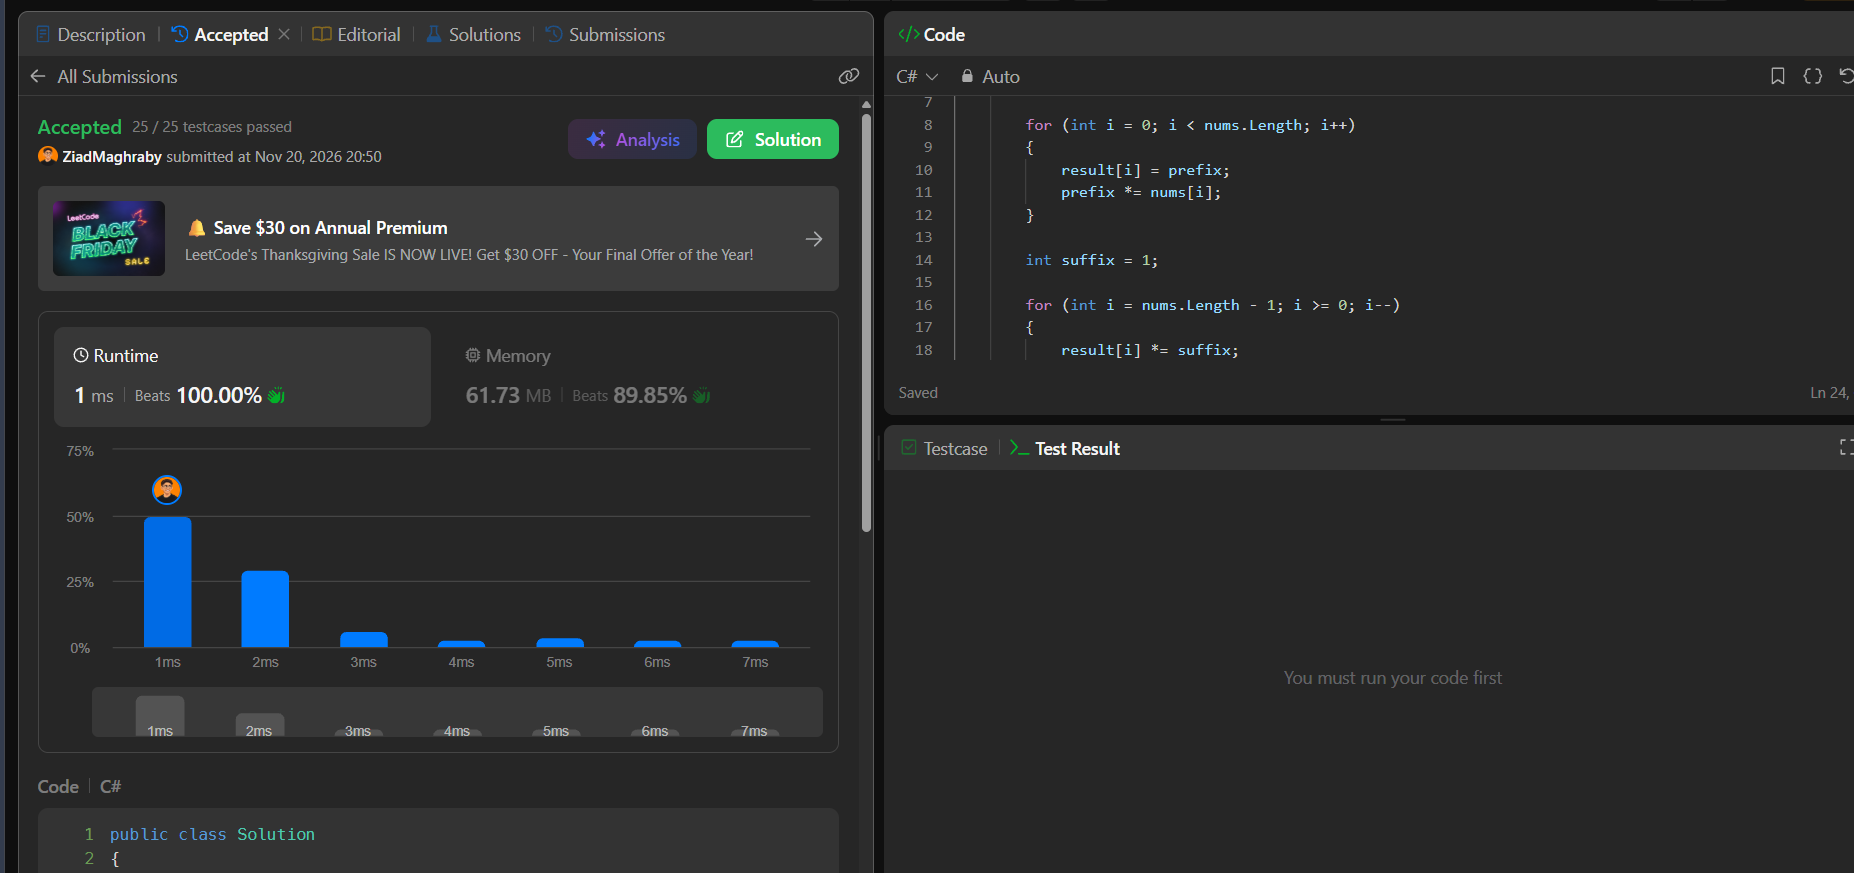 Description
Accepted
Editorial
Solutions
Submissions
All Submissions
Accepted 25 / 25 testcases passed
ZiadMaghraby submitted at Nov 20, 2026 20:50
Analysis
Solution
LeetCode
BLACK
FRIDAY
SALE
Save $30 on Annual Premium
LeetCode's Thanksgiving Sale IS NOW LIVE! Get $30 OFF - Your Final Offer of the Year!
Runtime
1 ms Beats 100.00%
Memory
61.73 MB Beats 89.85%
75%
50%
25%
0%
1ms 2ms 3ms 4ms 5ms 6ms 7ms
1ms 2ms 3ms 4ms 5ms 6ms 7ms
Code C#
1 public class Solution
2 {
</> Code
C# Auto
7
8 for (int i = 0; i < nums.Length; i++)
9 {
10 result[i] = prefix;
11 prefix *= nums[i];
12 }
13
14 int suffix = 1;
15
16 for (int i = nums.Length - 1; i >= 0; i--)
17 {
18 result[i] *= suffix;
Saved
Ln 24,
Testcase
Test Result
You must run your code first